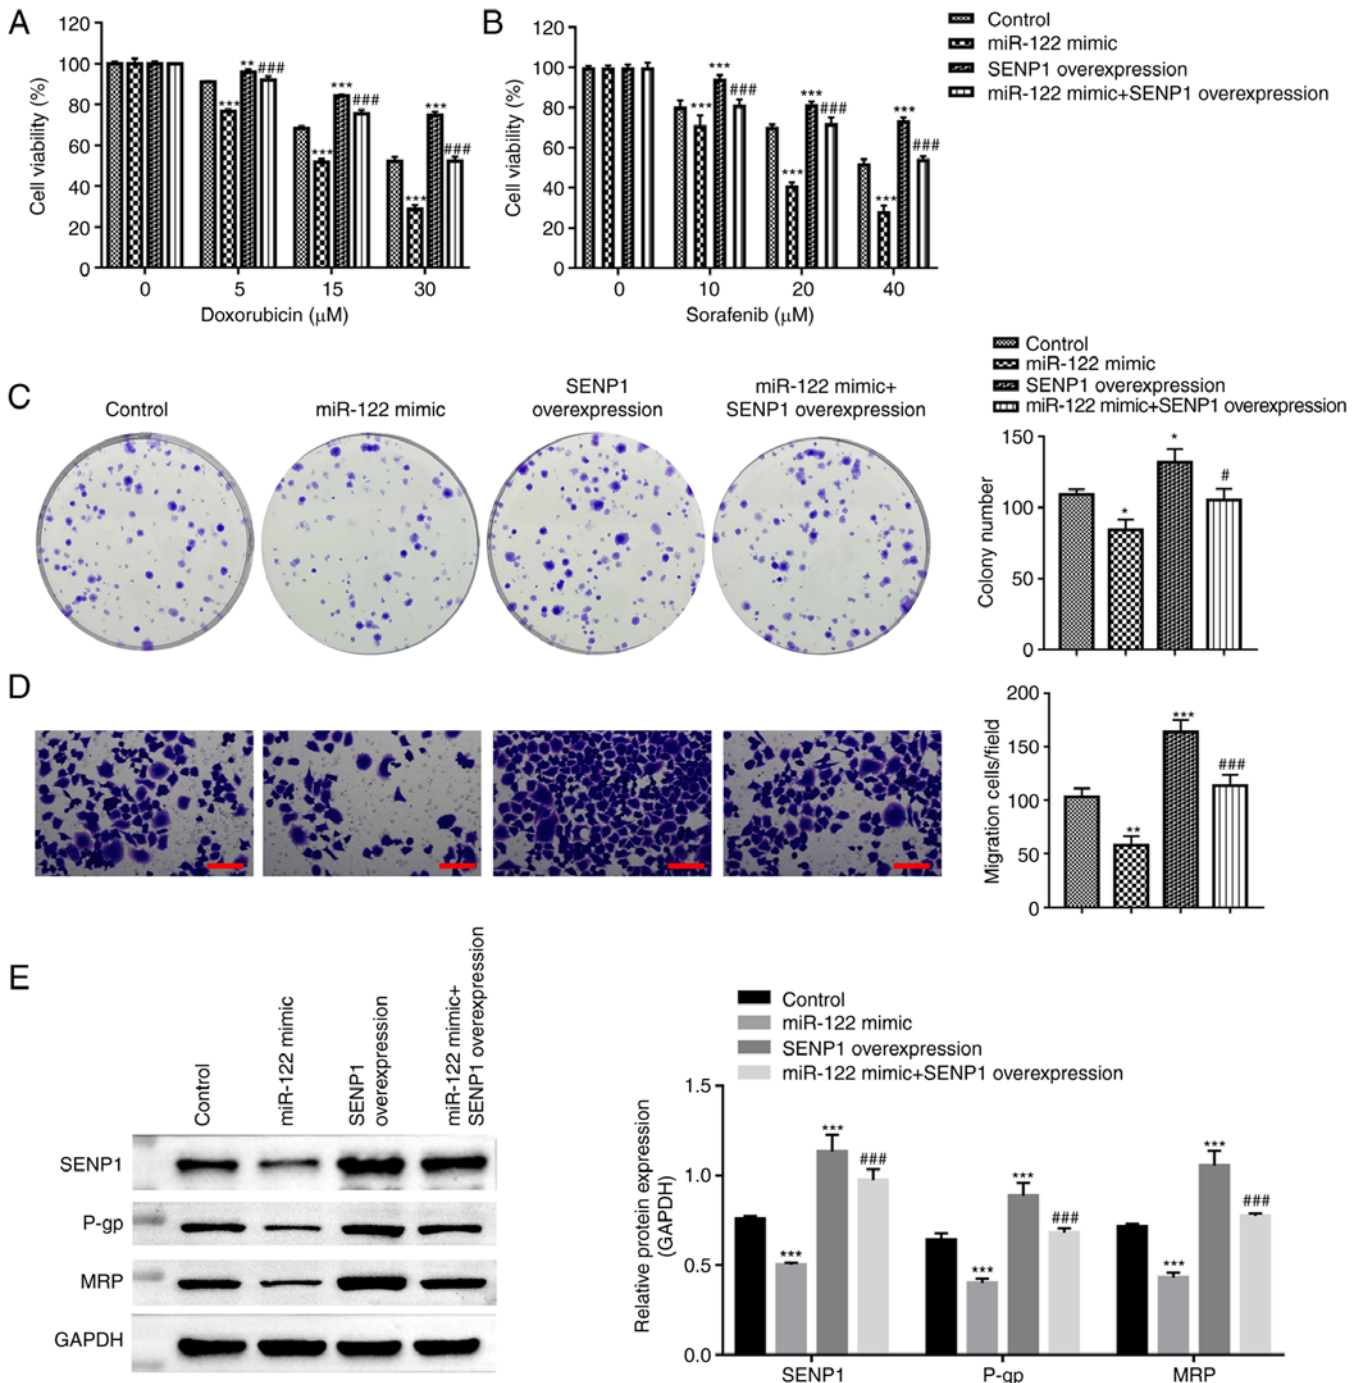 A
120
100
80
60
40
20
0
Cell viability (%)
**
###
***
***
###
***
***
###
***
0
5
15
30
Doxorubicin (μM)
B
120
100
80
60
40
20
0
Cell viability (%)
***
***
###
***
###
***
***
###
***
0
10
20
40
Sorafenib (μM)
Control
miR-122 mimic
SENP1 overexpression
miR-122 mimic+SENP1 overexpression
C
Control
miR-122 mimic
SENP1
overexpression
miR-122 mimic+
SENP1 overexpression
Control
miR-122 mimic
SENP1 overexpression
miR-122 mimic+SENP1 overexpression
150
100
50
0
Colony number
*
*
#
D
200
150
100
50
0
Migration cells/field
**
***
###
E
Control
miR-122 mimic
SENP1
overexpression
miR-122 mimic+
SENP1 overexpression
SENP1
P-gp
MRP
GAPDH
Control
miR-122 mimic
SENP1 overexpression
miR-122 mimic+SENP1 overexpression
1.5
1.0
0.5
0.0
Relative protein expression
(GAPDH)
***
***
###
***
***
###
***
***
###
SENP1
P-gp
MRP